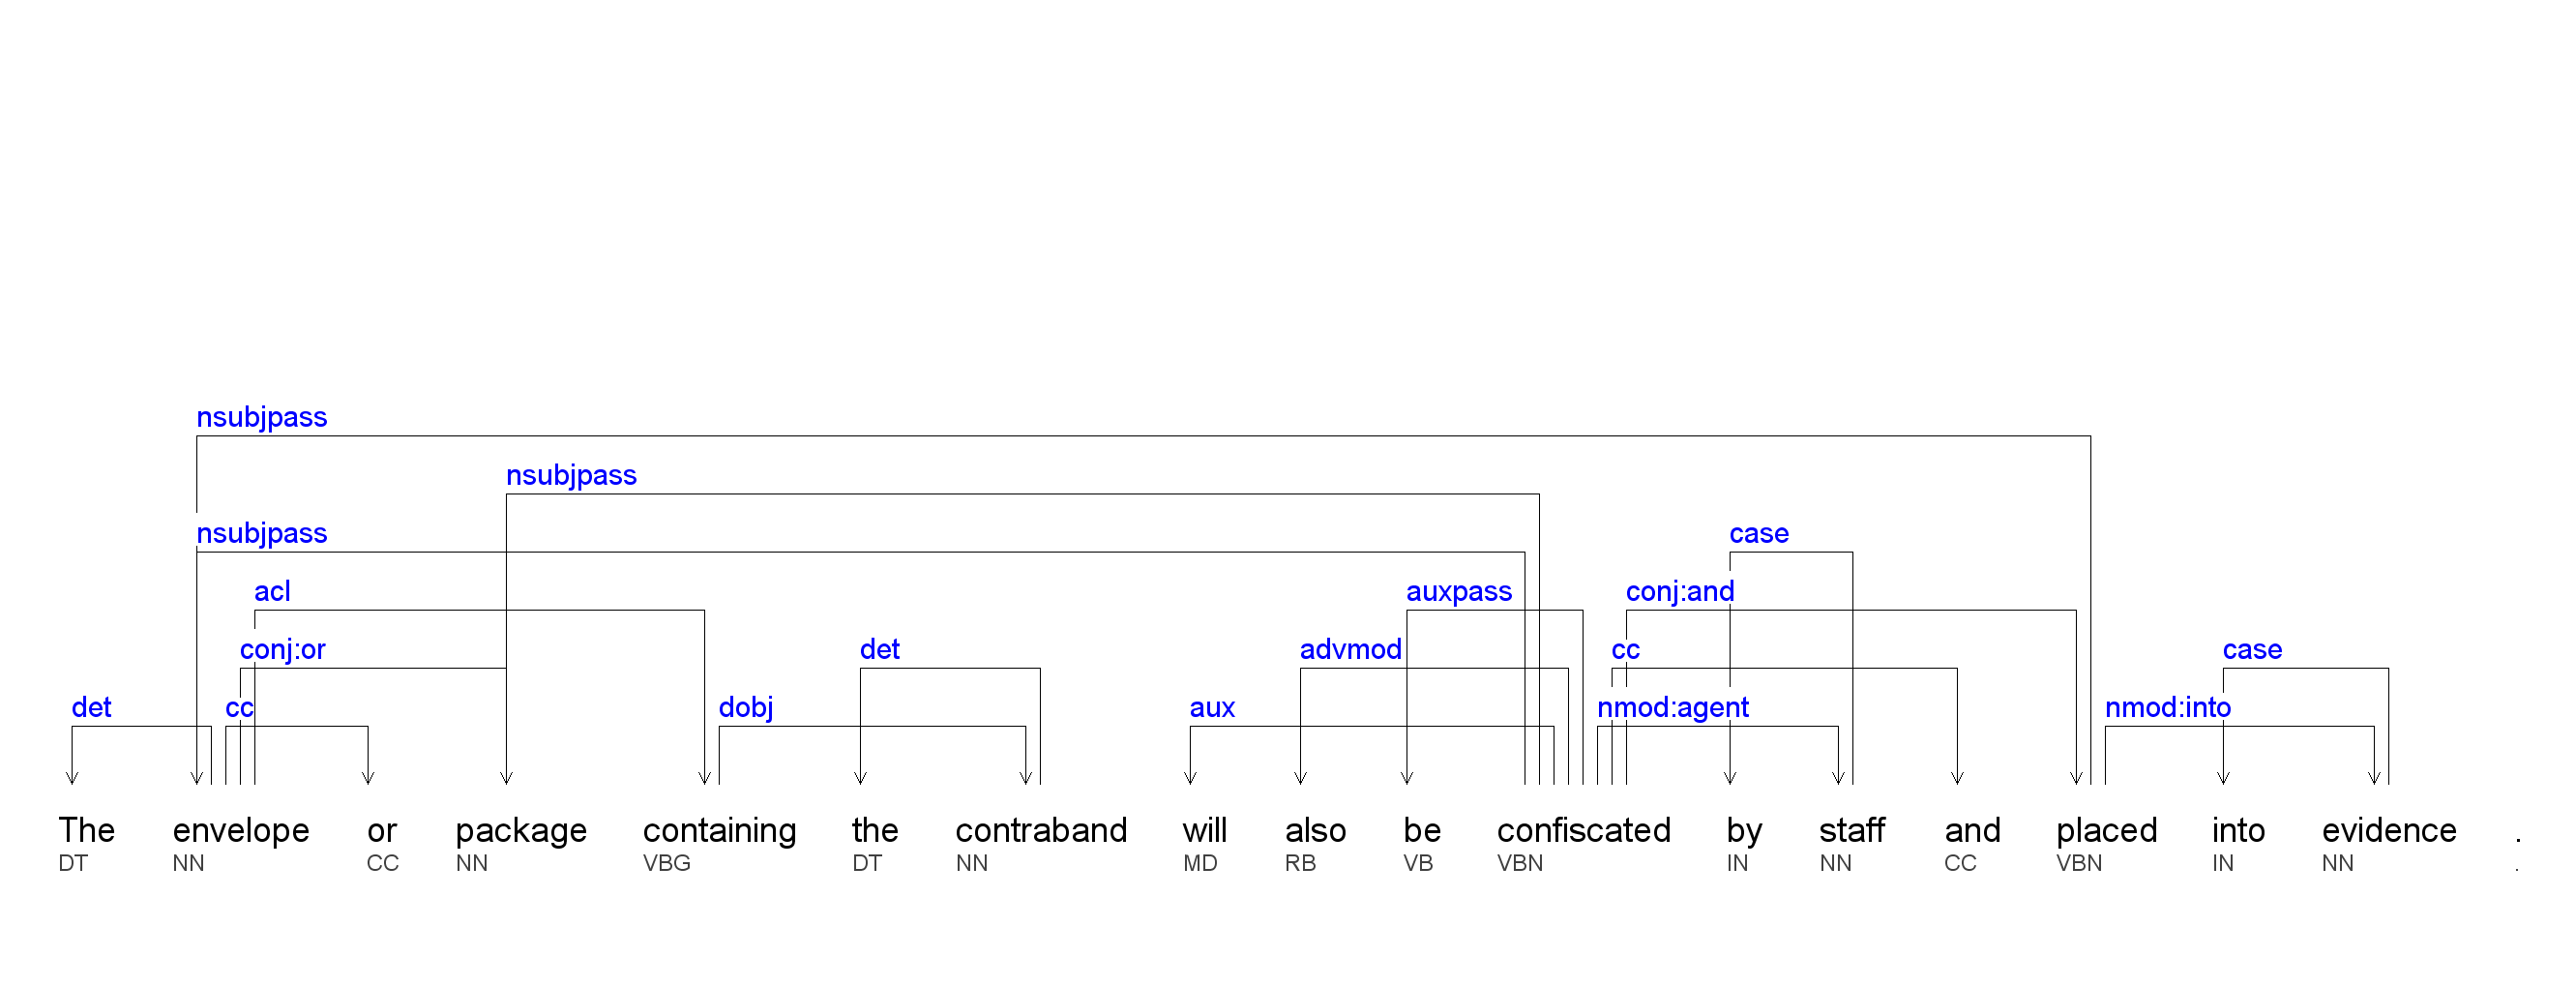 nsubjpass
nsubjpass
nsubjpass case
acl auxpass conj:and
conj:or det advmod cc case
det cc dobj aux nmod:agent nmod:into
The envelope or package containing the contraband will also be confiscated by staff and placed into evidence .
DT NN CC NN VBG DT NN MD RB VB VBN IN NN CC VBN IN NN .